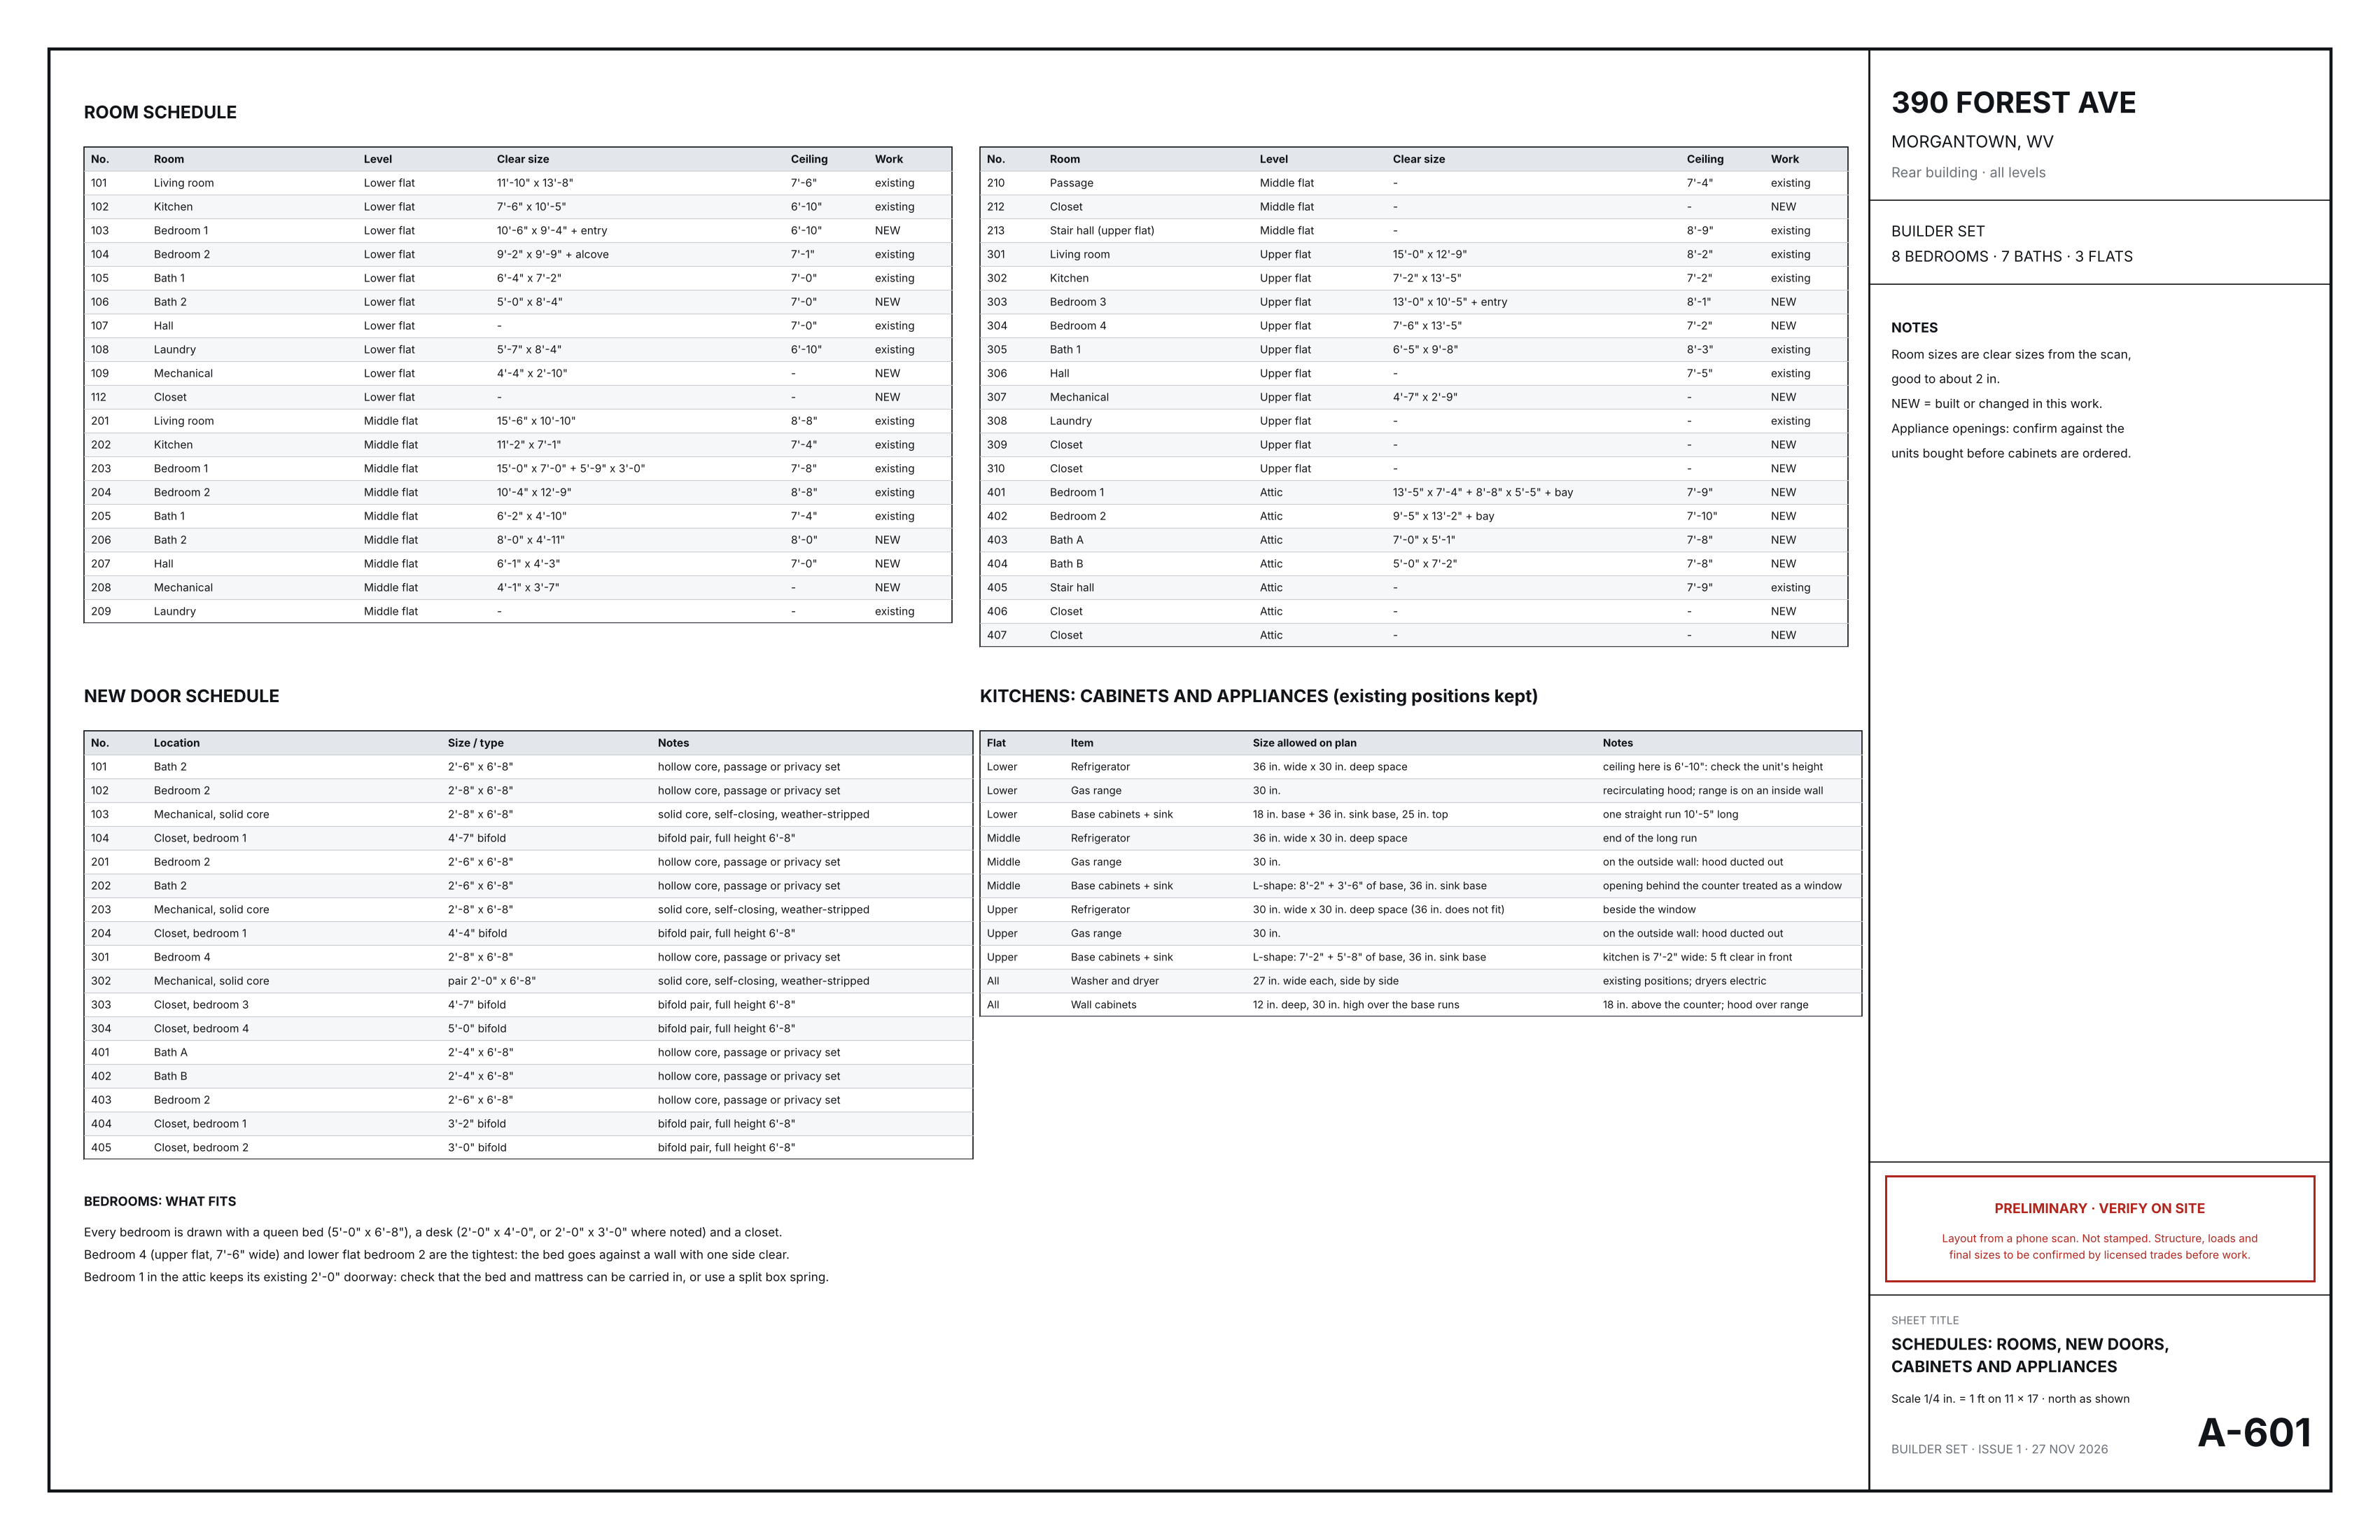 ROOM SCHEDULE
No. Room Level Clear size Ceiling Work
101 Living room Lower flat 11'-10" x 13'-8" 7'-6" existing
102 Kitchen Lower flat 7'-6" x 10'-5" 6'-10" existing
103 Bedroom 1 Lower flat 10'-6" x 9'-4" + entry 6'-10" NEW
104 Bedroom 2 Lower flat 9'-2" x 9'-9" + alcove 7'-1" existing
105 Bath 1 Lower flat 6'-4" x 7'-2" 7'-0" existing
106 Bath 2 Lower flat 5'-0" x 8'-4" 7'-0" NEW
107 Hall Lower flat - 7'-0" existing
108 Laundry Lower flat 5'-7" x 8'-4" 6'-10" existing
109 Mechanical Lower flat 4'-4" x 2'-10" - NEW
112 Closet Lower flat - - NEW
201 Living room Middle flat 15'-6" x 10'-10" 8'-8" existing
202 Kitchen Middle flat 11'-2" x 7'-1" 7'-4" existing
203 Bedroom 1 Middle flat 15'-0" x 7'-0" + 5'-9" x 3'-0" 7'-8" existing
204 Bedroom 2 Middle flat 10'-4" x 12'-9" 8'-8" existing
205 Bath 1 Middle flat 6'-2" x 4'-10" 7'-4" existing
206 Bath 2 Middle flat 8'-0" x 4'-11" 8'-0" NEW
207 Hall Middle flat 6'-1" x 4'-3" 7'-0" NEW
208 Mechanical Middle flat 4'-1" x 3'-7" - NEW
209 Laundry Middle flat - - existing
No. Room Level Clear size Ceiling Work
210 Passage Middle flat - 7'-4" existing
212 Closet Middle flat - - NEW
213 Stair hall (upper flat) Middle flat - 8'-9" existing
301 Living room Upper flat 15'-0" x 12'-9" 8'-2" existing
302 Kitchen Upper flat 7'-2" x 13'-5" 7'-2" existing
303 Bedroom 3 Upper flat 13'-0" x 10'-5" + entry 8'-1" NEW
304 Bedroom 4 Upper flat 7'-6" x 13'-5" 7'-2" NEW
305 Bath 1 Upper flat 6'-5" x 9'-8" 8'-3" existing
306 Hall Upper flat - 7'-5" existing
307 Mechanical Upper flat 4'-7" x 2'-9" - NEW
308 Laundry Upper flat - - existing
309 Closet Upper flat - - NEW
310 Closet Upper flat - - NEW
401 Bedroom 1 Attic 13'-5" x 7'-4" + 8'-8" x 5'-5" + bay 7'-9" NEW
402 Bedroom 2 Attic 9'-5" x 13'-2" + bay 7'-10" NEW
403 Bath A Attic 7'-0" x 5'-1" 7'-8" NEW
404 Bath B Attic 5'-0" x 7'-2" 7'-8" NEW
405 Stair hall Attic - 7'-9" existing
406 Closet Attic - - NEW
407 Closet Attic - - NEW
NEW DOOR SCHEDULE
No. Location Size / type Notes
101 Bath 2 2'-6" x 6'-8" hollow core, passage or privacy set
102 Bedroom 2 2'-8" x 6'-8" hollow core, passage or privacy set
103 Mechanical, solid core 2'-8" x 6'-8" solid core, self-closing, weather-stripped
104 Closet, bedroom 1 4'-7" bifold bifold pair, full height 6'-8"
201 Bedroom 2 2'-6" x 6'-8" hollow core, passage or privacy set
202 Bath 2 2'-6" x 6'-8" hollow core, passage or privacy set
203 Mechanical, solid core 2'-8" x 6'-8" solid core, self-closing, weather-stripped
204 Closet, bedroom 1 4'-4" bifold bifold pair, full height 6'-8"
301 Bedroom 4 2'-8" x 6'-8" hollow core, passage or privacy set
302 Mechanical, solid core pair 2'-0" x 6'-8" solid core, self-closing, weather-stripped
303 Closet, bedroom 3 4'-7" bifold bifold pair, full height 6'-8"
304 Closet, bedroom 4 5'-0" bifold bifold pair, full height 6'-8"
401 Bath A 2'-4" x 6'-8" hollow core, passage or privacy set
402 Bath B 2'-4" x 6'-8" hollow core, passage or privacy set
403 Bedroom 2 2'-6" x 6'-8" hollow core, passage or privacy set
404 Closet, bedroom 1 3'-2" bifold bifold pair, full height 6'-8"
405 Closet, bedroom 2 3'-0" bifold bifold pair, full height 6'-8"
KITCHENS: CABINETS AND APPLIANCES (existing positions kept)
Flat Item Size allowed on plan Notes
Lower Refrigerator 36 in. wide x 30 in. deep space ceiling here is 6'-10": check the unit's height
Lower Gas range 30 in. recirculating hood; range is on an inside wall
Lower Base cabinets + sink 18 in. base + 36 in. sink base, 25 in. top one straight run 10'-5" long
Middle Refrigerator 36 in. wide x 30 in. deep space end of the long run
Middle Gas range 30 in. on the outside wall: hood ducted out
Middle Base cabinets + sink L-shape: 8'-2" + 3'-6" of base, 36 in. sink base opening behind the counter treated as a window
Upper Refrigerator 30 in. wide x 30 in. deep space (36 in. does not fit) beside the window
Upper Gas range 30 in. on the outside wall: hood ducted out
Upper Base cabinets + sink L-shape: 7'-2" + 5'-8" of base, 36 in. sink base kitchen is 7'-2" wide: 5 ft clear in front
All Washer and dryer 27 in. wide each, side by side existing positions; dryers electric
All Wall cabinets 12 in. deep, 30 in. high over the base runs 18 in. above the counter; hood over range
BEDROOMS: WHAT FITS
Every bedroom is drawn with a queen bed (5'-0" x 6'-8"), a desk (2'-0" x 4'-0", or 2'-0" x 3'-0" where noted) and a closet.
Bedroom 4 (upper flat, 7'-6" wide) and lower flat bedroom 2 are the tightest: the bed goes against a wall with one side clear.
Bedroom 1 in the attic keeps its existing 2'-0" doorway: check that the bed and mattress can be carried in, or use a split box spring.
390 FOREST AVE
MORGANTOWN, WV
Rear building · all levels
BUILDER SET
8 BEDROOMS · 7 BATHS · 3 FLATS
NOTES
Room sizes are clear sizes from the scan,
good to about 2 in.
NEW = built or changed in this work.
Appliance openings: confirm against the
units bought before cabinets are ordered.
PRELIMINARY · VERIFY ON SITE
Layout from a phone scan. Not stamped. Structure, loads and
final sizes to be confirmed by licensed trades before work.
SHEET TITLE
SCHEDULES: ROOMS, NEW DOORS,
CABINETS AND APPLIANCES
Scale 1/4 in. = 1 ft on 11 × 17 · north as shown
BUILDER SET · ISSUE 1 · 27 NOV 2026
A-601